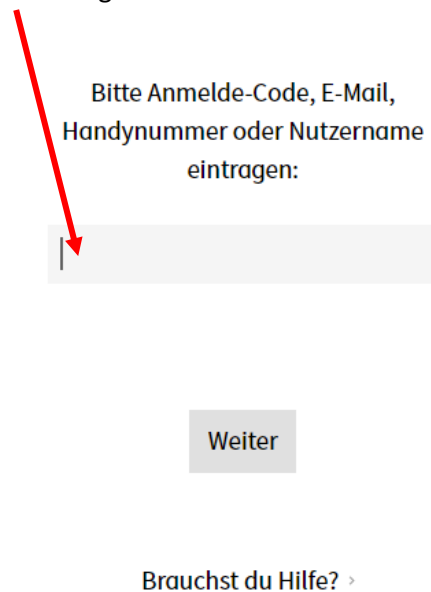 Bitte Anmelde-Code, E-Mail,
Handynummer oder Nutzername
eintragen:
Weiter
Brauchst du Hilfe? ›